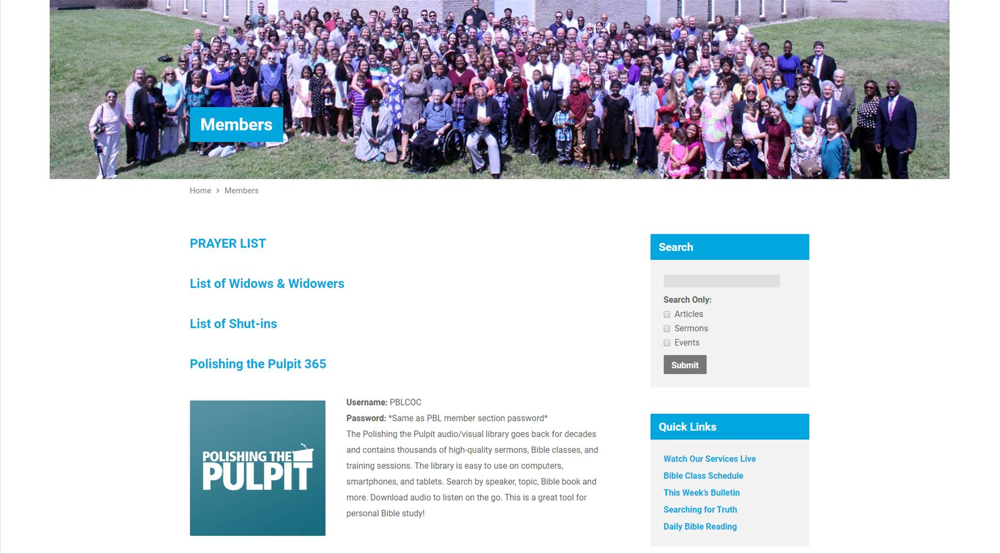 Members
Home > Members
PRAYER LIST
List of Widows & Widowers
List of Shut-ins
Polishing the Pulpit 365
POLISHING THE
PULPIT
Username: PBLCOC
Password: *Same as PBL member section password*
The Polishing the Pulpit audio/visual library goes back for decades
and contains thousands of high-quality sermons, Bible classes, and
training sessions. The library is easy to use on computers,
smartphones, and tablets. Search by speaker, topic, Bible book and
more. Download audio to listen on the go. This is a great tool for
personal Bible study!
Search
Search Only:
Articles
Sermons
Events
Submit
Quick Links
Watch Our Services Live
Bible Class Schedule
This Week's Bulletin
Searching for Truth
Daily Bible Reading